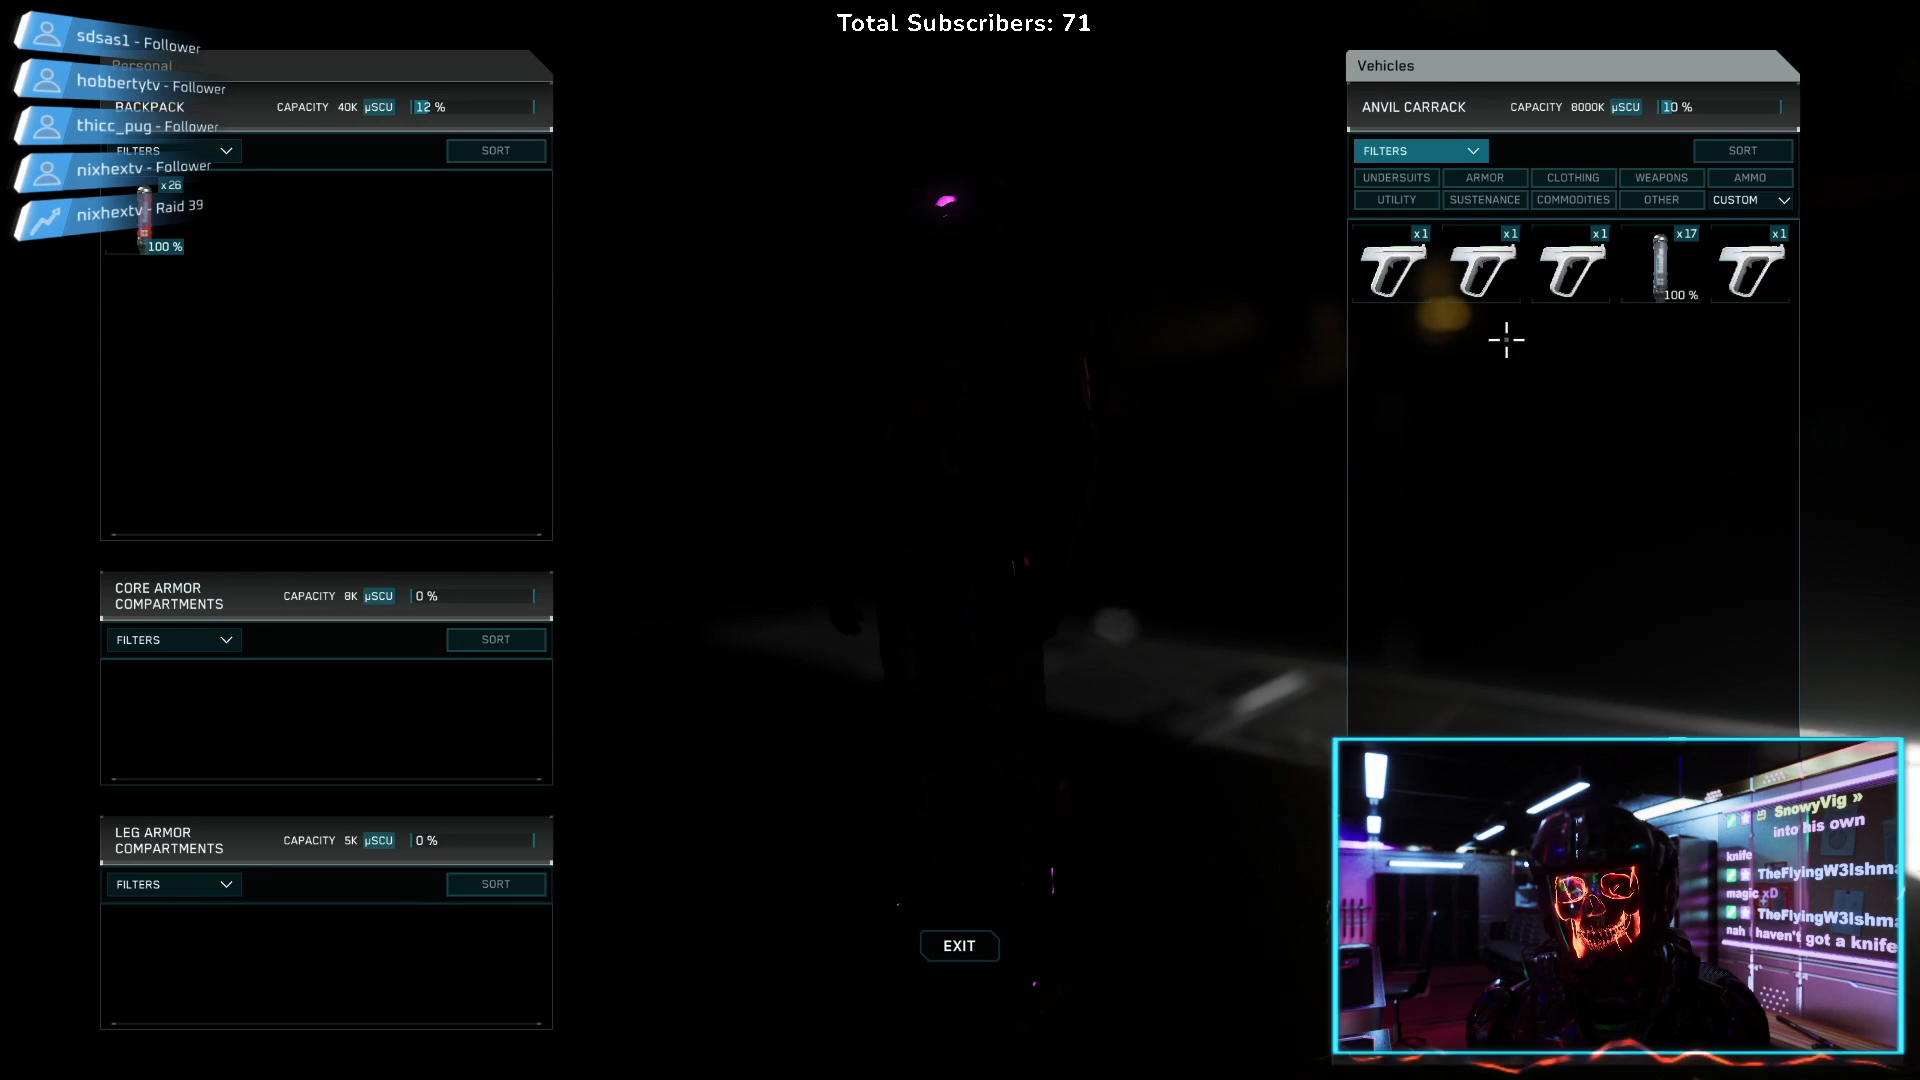 Total Subscribers: 71
sdsas1 - Follower
hobbertytv - Follower
thicc_pug - Follower
nixhextv - Follower
nixhextv - Raid 39
Personal
BACKPACK CAPACITY 40K µSCU 12 %
FILTERS SORT
x26
100 %
CORE ARMOR
COMPARTMENTS
CAPACITY 8K µSCU 0 %
FILTERS SORT
LEG ARMOR
COMPARTMENTS
CAPACITY 5K µSCU 0 %
FILTERS SORT
EXIT
Vehicles
ANVIL CARRACK CAPACITY 8000K µSCU 10 %
FILTERS SORT
UNDERSUITS ARMOR CLOTHING WEAPONS AMMO
UTILITY SUSTENANCE COMMODITIES OTHER CUSTOM
x1 x1 x1 x17 x1
100 %
SnowyVig »
into his own
knife
TheFlyingW3Ishma
magic xD
TheFlyingW3Ishma
nah I haven't got a knife